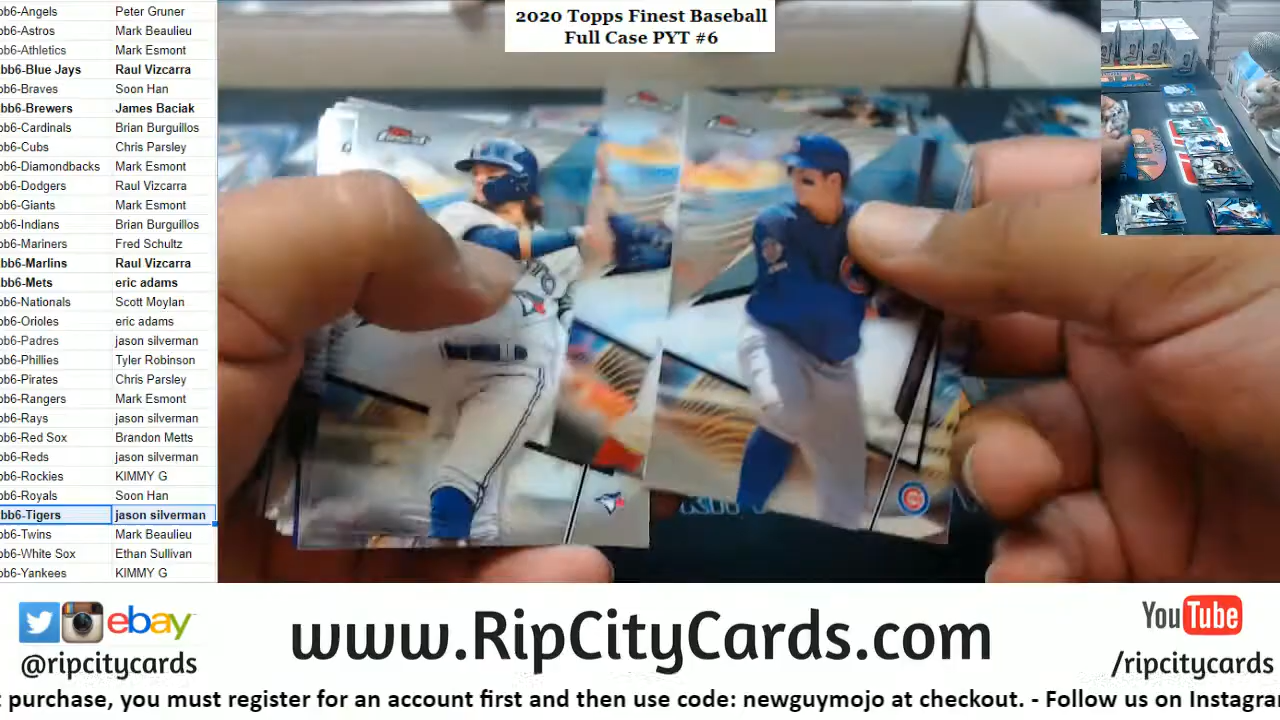 2020 Topps Finest Baseball
Full Case PYT #6
bb6-Angels Peter Gruner
bb6-Astros Mark Beaulieu
bb6-Athletics Mark Esmont
bb6-Blue Jays Raul Vizcarra
bb6-Braves Soon Han
bb6-Brewers James Baciak
bb6-Cardinals Brian Burguillos
bb6-Cubs Chris Parsley
bb6-Diamondbacks Mark Esmont
bb6-Dodgers Raul Vizcarra
bb6-Giants Mark Esmont
bb6-Indians Brian Burguillos
bb6-Mariners Fred Schultz
bb6-Marlins Raul Vizcarra
bb6-Mets eric adams
bb6-Nationals Scott Moylan
bb6-Orioles eric adams
bb6-Padres jason silverman
bb6-Phillies Tyler Robinson
bb6-Pirates Chris Parsley
bb6-Rangers Mark Esmont
bb6-Rays jason silverman
bb6-Red Sox Brandon Metts
bb6-Reds jason silverman
bb6-Rockies KIMMY G
bb6-Royals Soon Han
bb6-Tigers jason silverman
bb6-Twins Mark Beaulieu
bb6-White Sox Ethan Sullivan
bb6-Yankees KIMMY G
Finest
ebay
@ripcitycards
www.RipCityCards.com
YouTube
/ripcitycards
purchase, you must register for an account first and then use code: newguymojo at checkout. - Follow us on Instagra